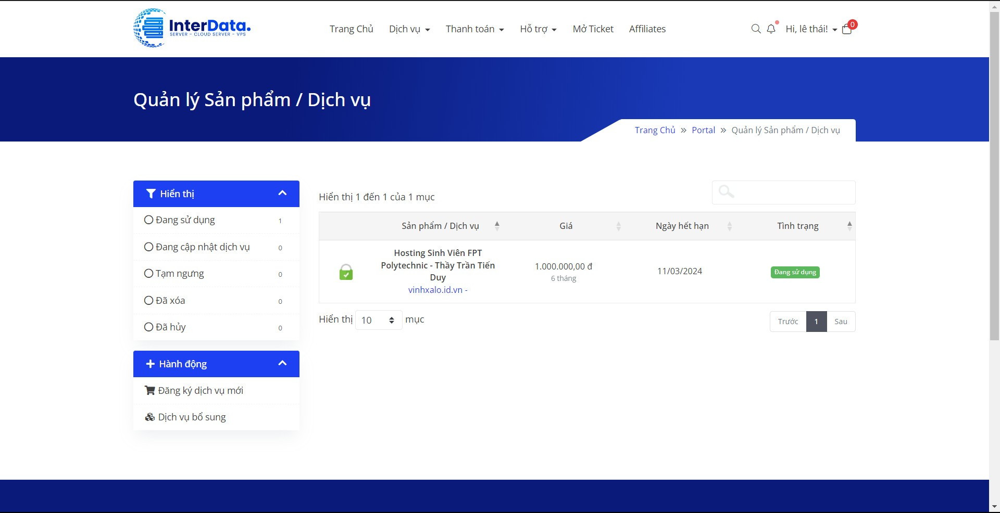 InterData.
SERVER - CLOUD SERVER - VPS
Trang Chủ
Dịch vụ
Thanh toán
Hỗ trợ
Mở Ticket
Affiliates
Hi, lê thái!
0
Quản lý Sản phẩm / Dịch vụ
Trang Chủ » Portal » Quản lý Sản phẩm / Dịch vụ
Hiển thị
Đang sử dụng 1
Đang cập nhật dịch vụ 0
Tạm ngưng 0
Đã xóa 0
Đã hủy 0
Hành động
Đăng ký dịch vụ mới
Dịch vụ bổ sung
Hiển thị 1 đến 1 của 1 mục
Sản phẩm / Dịch vụ Giá Ngày hết hạn Tình trạng
Hosting Sinh Viên FPT
Polytechnic - Thầy Trần Tiến
Duy
vinhxalo.id.vn -
1.000.000,00 đ
6 tháng
11/03/2024
Đang sử dụng
Hiển thị 10 mục
Trước 1 Sau